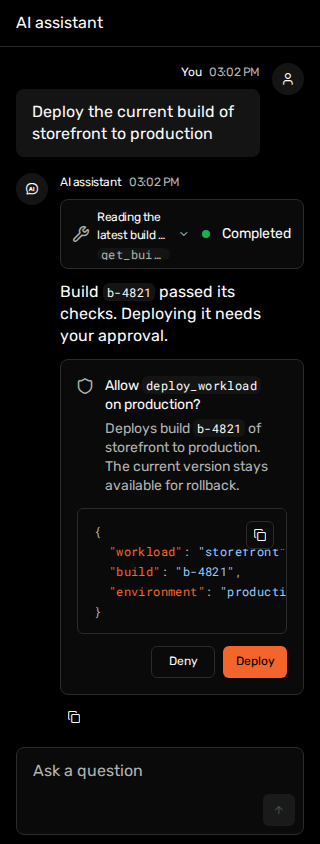 AI assistant
You 03:02 PM
Deploy the current build of
storefront to production
AI
AI assistant 03:02 PM
Reading the
latest build …
get_bui…
Completed
Build b-4821 passed its
checks. Deploying it needs
your approval.
Allow deploy_workload
on production?
Deploys build b-4821 of
storefront to production.
The current version stays
available for rollback.
{
"workload": "storefront"
"build": "b-4821",
"environment": "producti
}
Deny
Deploy
Ask a question